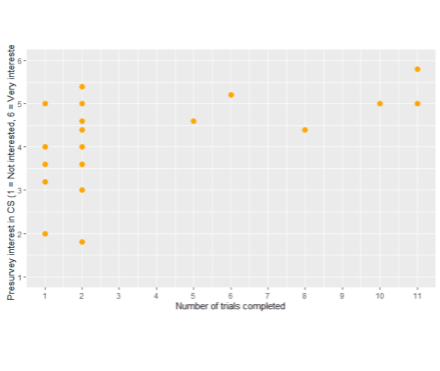 Presurvey interest in CS (1 = Not interested, 6 = Very intereste
6
5
4
3
2
1
1 2 3 4 5 6 7 8 9 10 11
Number of trials completed